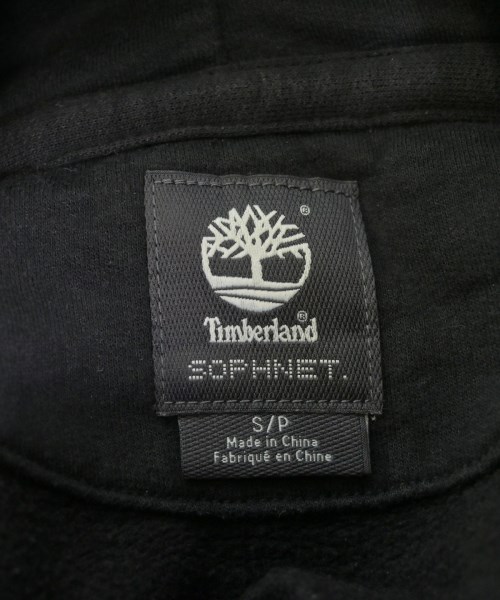 ®
Timberland®
SOPHNET.
S/P
Made in China
Fabriqué en Chine